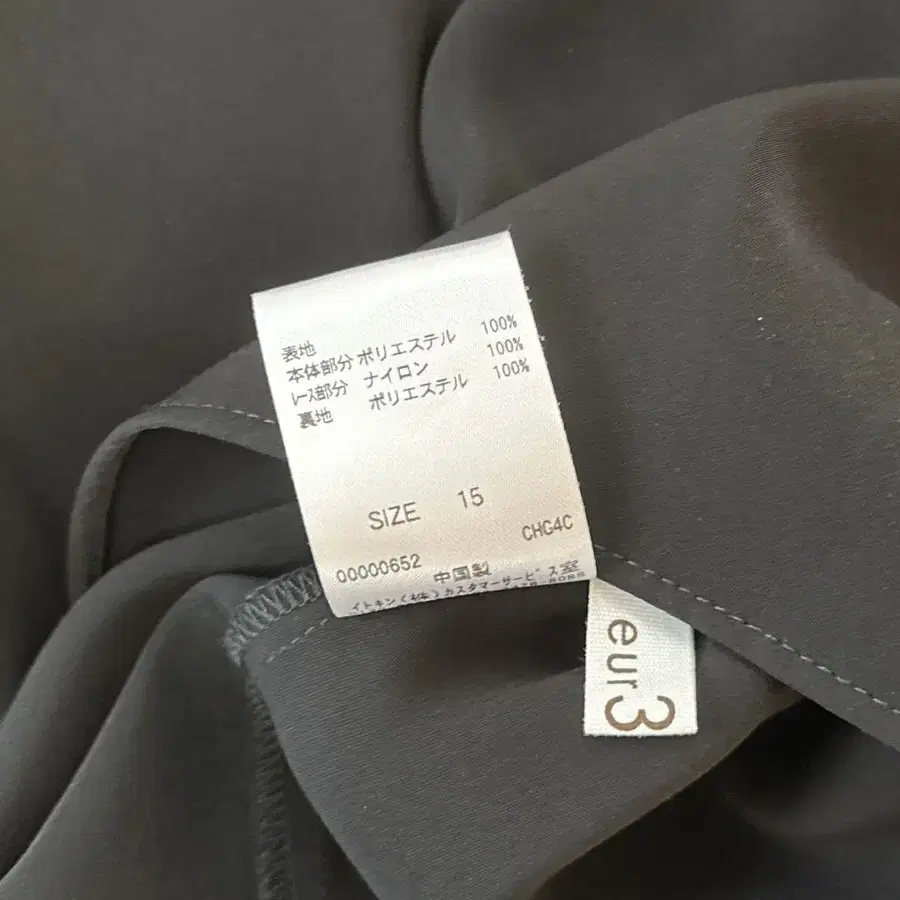 表地
本体部分 ポリエステル 100%
レース部分 ナイロン 100%
裏地 ポリエステル 100%
SIZE 15
CHG4C
00000652
中国製
イトキン(株)カスタマーサービス室
eur3